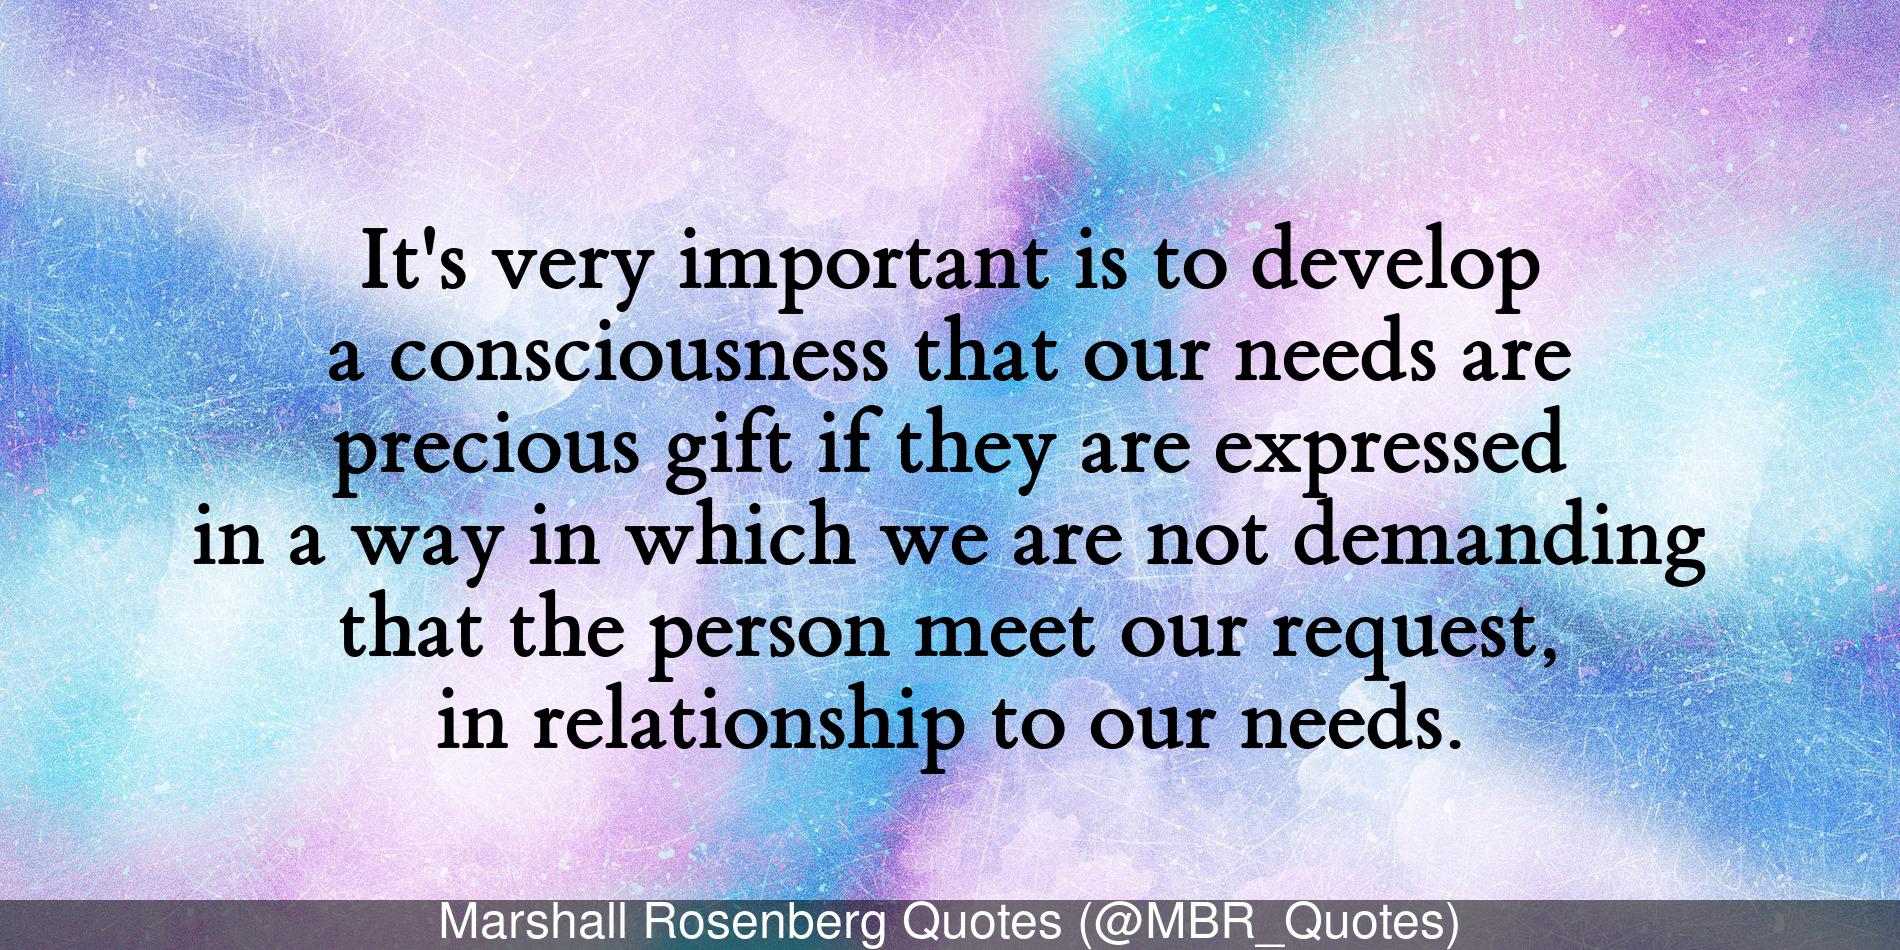 It's very important is to develop
a consciousness that our needs are
precious gift if they are expressed
in a way in which we are not demanding
that the person meet our request,
in relationship to our needs.
Marshall Rosenberg Quotes (@MBR_Quotes)